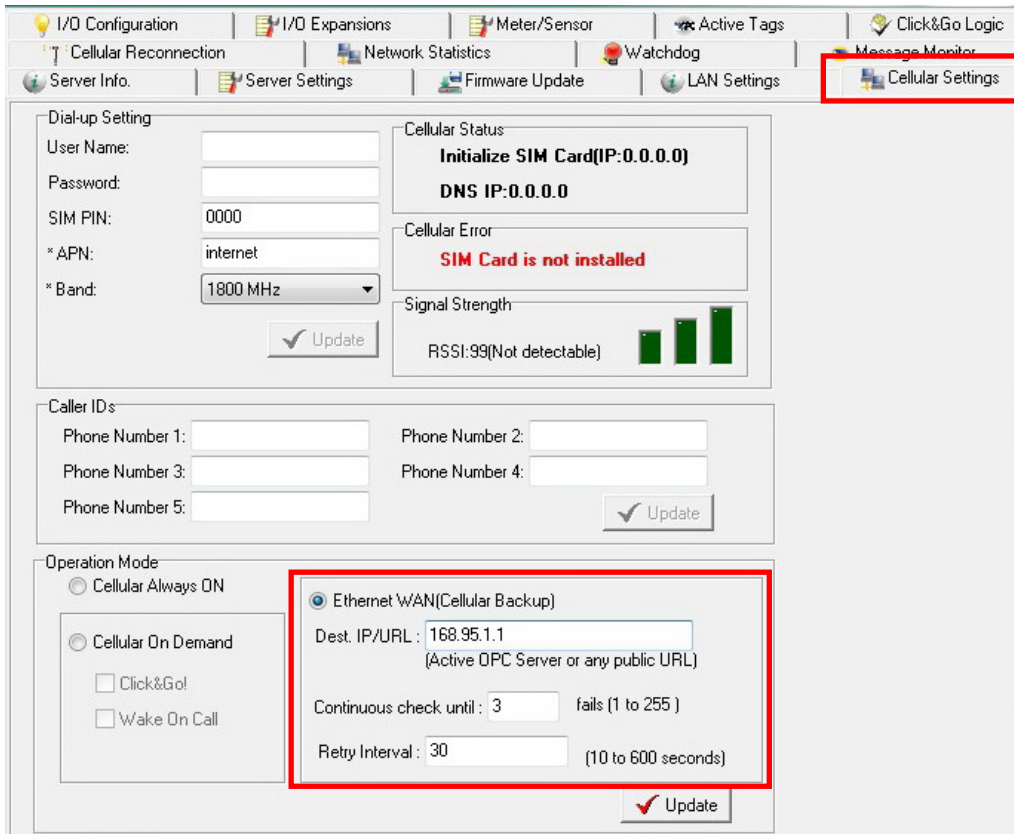 I/O Configuration
I/O Expansions
Meter/Sensor
Active Tags
Click&Go Logic
Cellular Reconnection
Network Statistics
Watchdog
Message Monitor
Server Info.
Server Settings
Firmware Update
LAN Settings
Cellular Settings
Dial-up Setting
User Name:
Password:
SIM PIN: 0000
* APN: internet
* Band: 1800 MHz
Update
Cellular Status
Initialize SIM Card(IP:0.0.0.0)
DNS IP:0.0.0.0
Cellular Error
SIM Card is not installed
Signal Strength
RSSI:99(Not detectable)
Caller IDs
Phone Number 1:
Phone Number 2:
Phone Number 3:
Phone Number 4:
Phone Number 5:
Update
Operation Mode
Cellular Always ON
Cellular On Demand
Click&Go!
Wake On Call
Ethernet WAN(Cellular Backup)
Dest. IP/URL : 168.95.1.1
(Active OPC Server or any public URL)
Continuous check until : 3 fails (1 to 255 )
Retry Interval : 30 (10 to 600 seconds)
Update